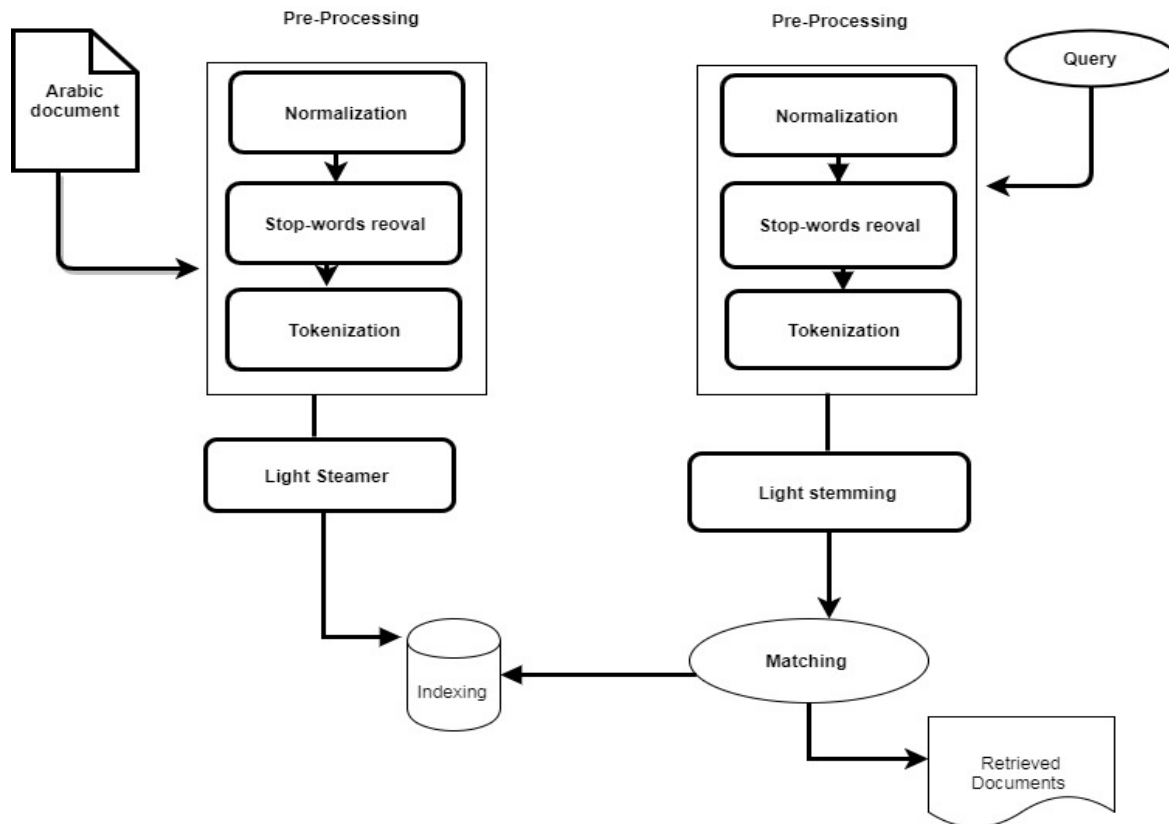 Pre-Processing
Pre-Processing
Arabic
document
Query
Normalization
Normalization
Stop-words reoval
Stop-words reoval
Tokenization
Tokenization
Light Steamer
Light stemming
Matching
Indexing
Retrieved
Documents